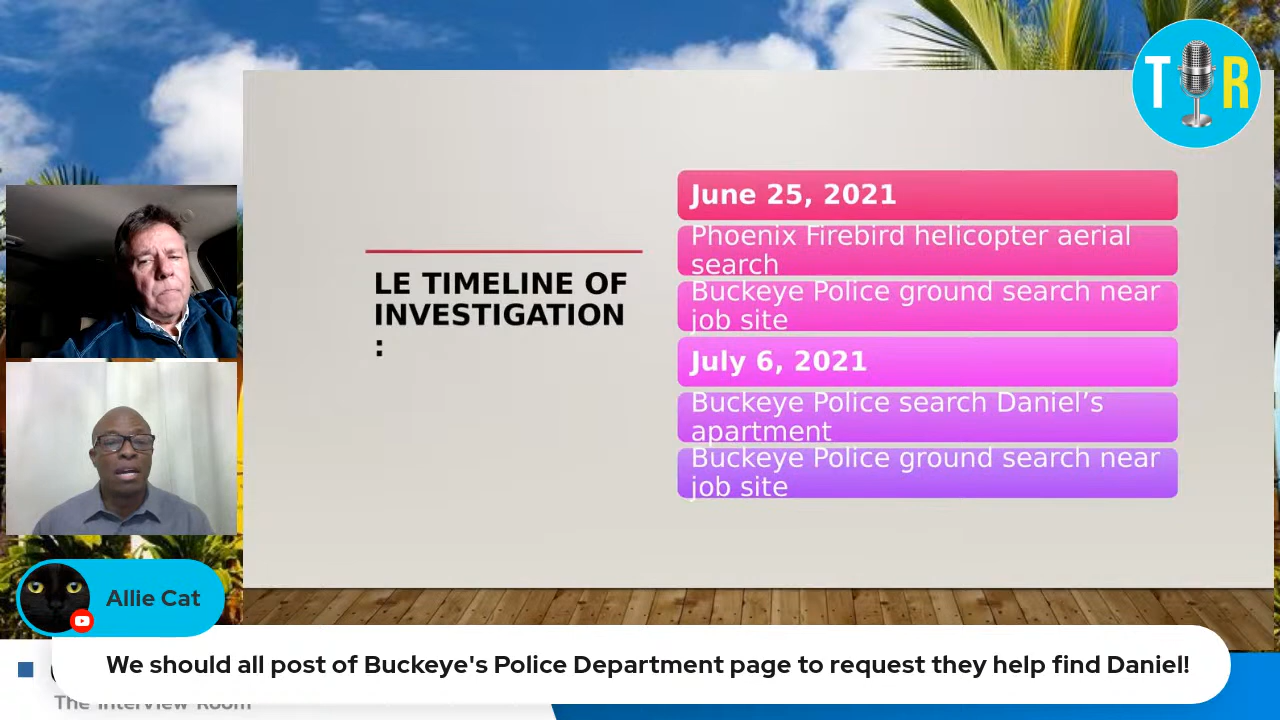 T R
June 25, 2021
Phoenix Firebird helicopter aerial
search
Buckeye Police ground search near
job site
LE TIMELINE OF
INVESTIGATION
:
July 6, 2021
Buckeye Police search Daniel’s
apartment
Buckeye Police ground search near
job site
Allie Cat
We should all post of Buckeye's Police Department page to request they help find Daniel!
The Interview Room